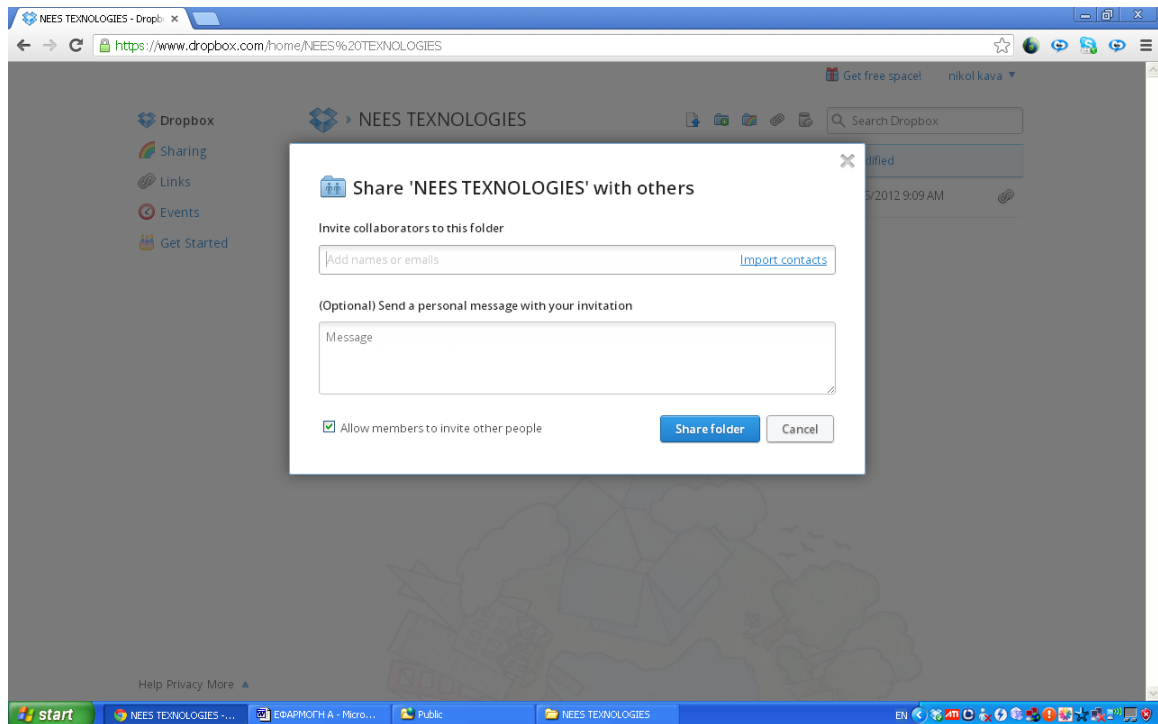 NEES TEXNOLOGIES - Dropb
https://www.dropbox.com/home/NEES%20TEXNOLOGIES
Get free space! nikol kava
Dropbox
NEES TEXNOLOGIES
Search Dropbox
Sharing
dified
Links
5/2012 9:09 AM
Events
Get Started
Share 'NEES TEXNOLOGIES' with others
Invite collaborators to this folder
Add names or emails Import contacts
(Optional) Send a personal message with your invitation
Message
Allow members to invite other people
Share folder Cancel
Help Privacy More
start NEES TEXNOLOGIES -... ΕΦΑΡΜΟΓΗ Α - Micro... Public NEES TEXNOLOGIES EN